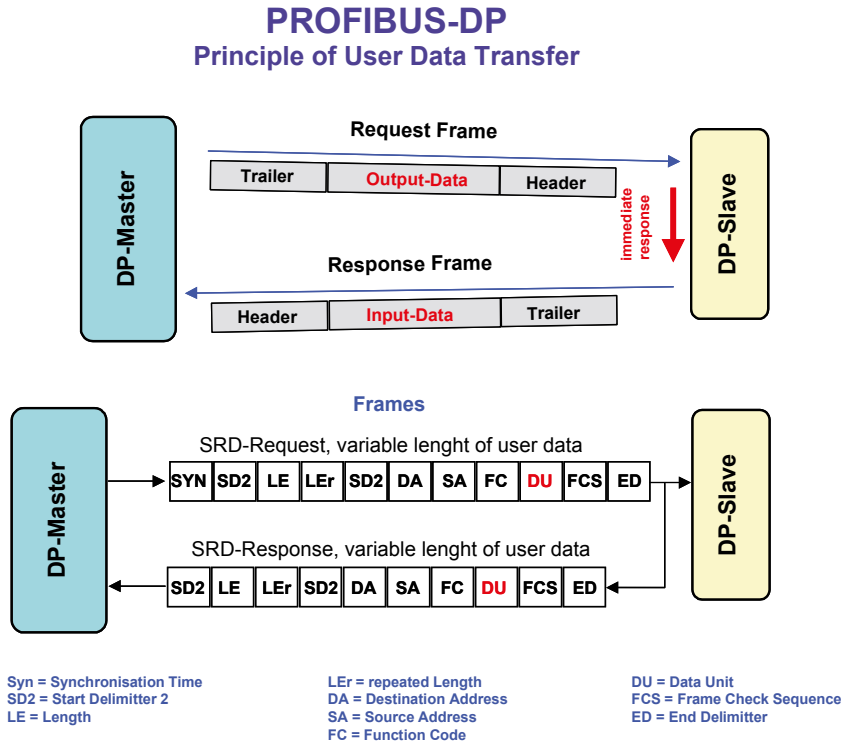 PROFIBUS-DP
Principle of User Data Transfer
DP-Master
Request Frame
Trailer Output-Data Header
immediate
response
DP-Slave
Response Frame
Header Input-Data Trailer
Frames
DP-Master
SRD-Request, variable lenght of user data
SYN SD2 LE LEr SD2 DA SA FC DU FCS ED
DP-Slave
SRD-Response, variable lenght of user data
SD2 LE LEr SD2 DA SA FC DU FCS ED
Syn = Synchronisation Time
SD2 = Start Delimitter 2
LE = Length
LEr = repeated Length
DA = Destination Address
SA = Source Address
FC = Function Code
DU = Data Unit
FCS = Frame Check Sequence
ED = End Delimitter